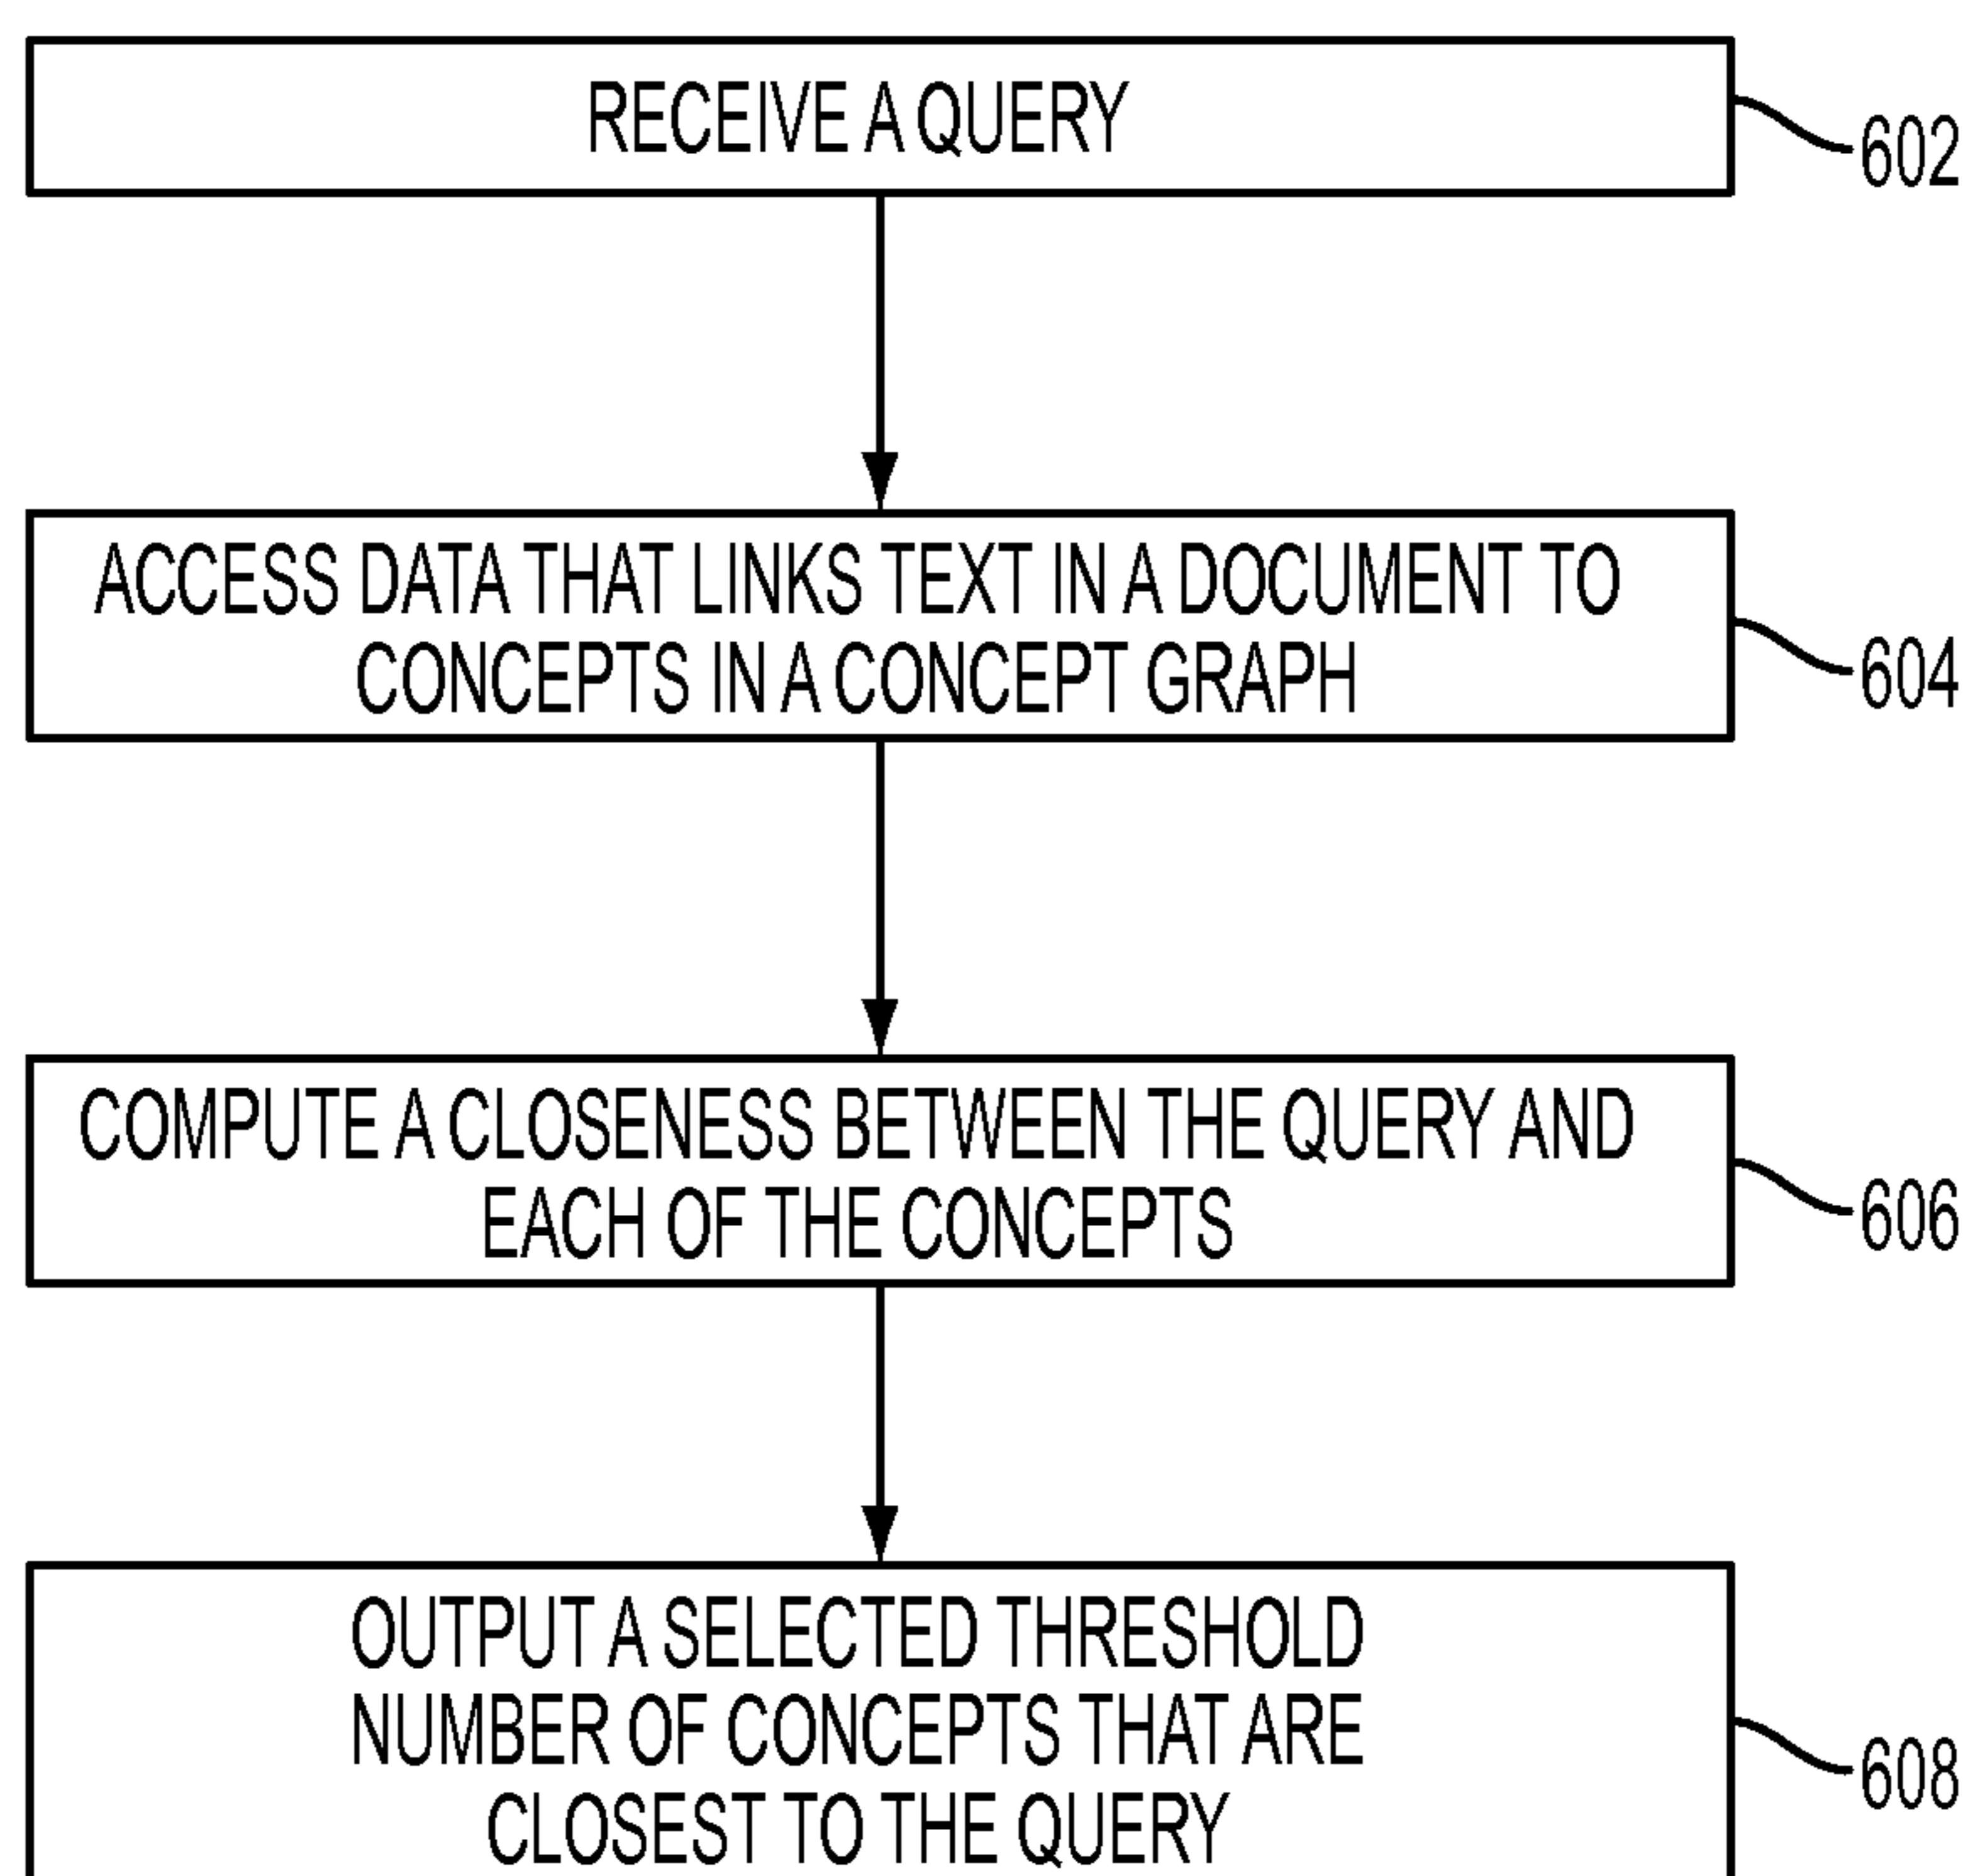 RECEIVE A QUERY
602
ACCESS DATA THAT LINKS TEXT IN A DOCUMENT TO
CONCEPTS IN A CONCEPT GRAPH
604
COMPUTE A CLOSENESS BETWEEN THE QUERY AND
EACH OF THE CONCEPTS
606
OUTPUT A SELECTED THRESHOLD
NUMBER OF CONCEPTS THAT ARE
CLOSEST TO THE QUERY
608